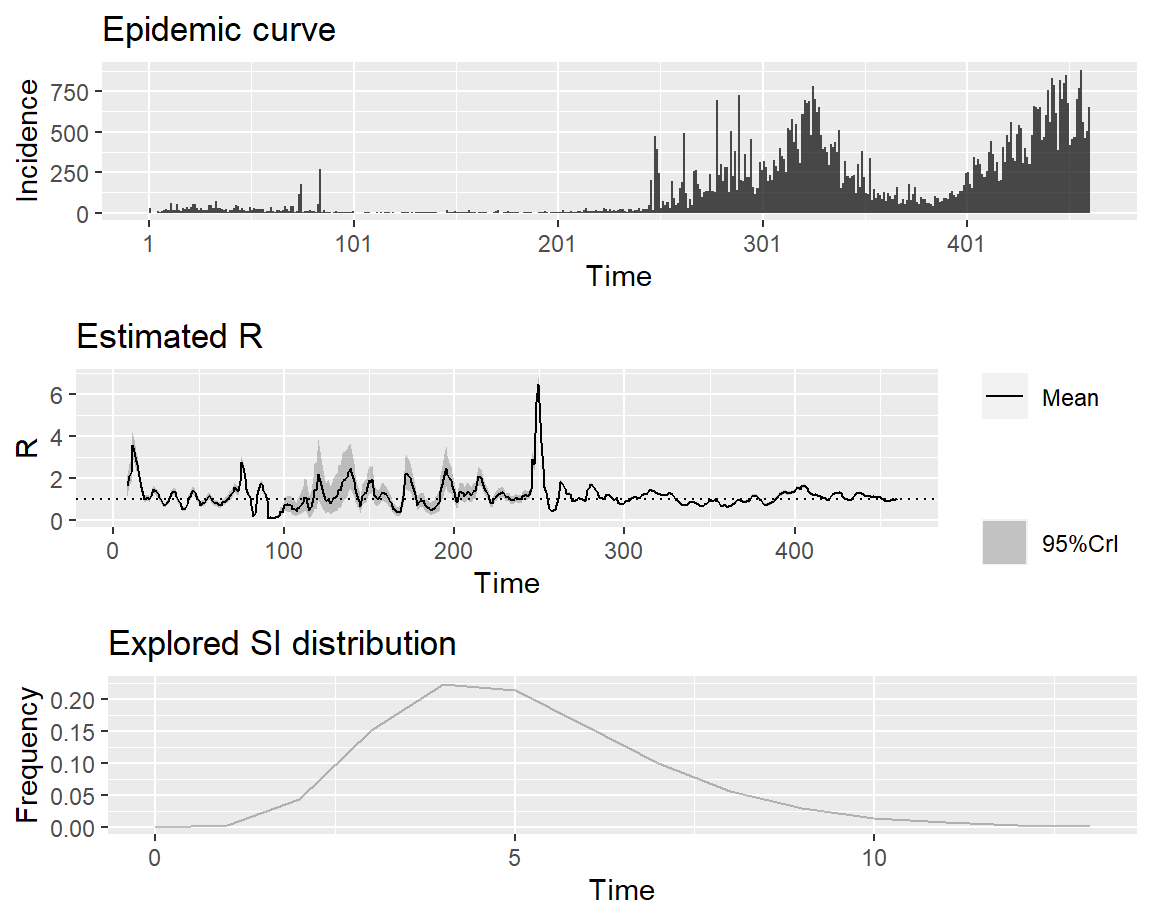 Epidemic curve
Incidence
750
500
250
0
1 101 201 301 401
Time
Estimated R
R
6
4
2
0
0 100 200 300 400
Time
Mean
95%CrI
Explored SI distribution
Frequency
0.20
0.15
0.10
0.05
0.00
0 5 10
Time